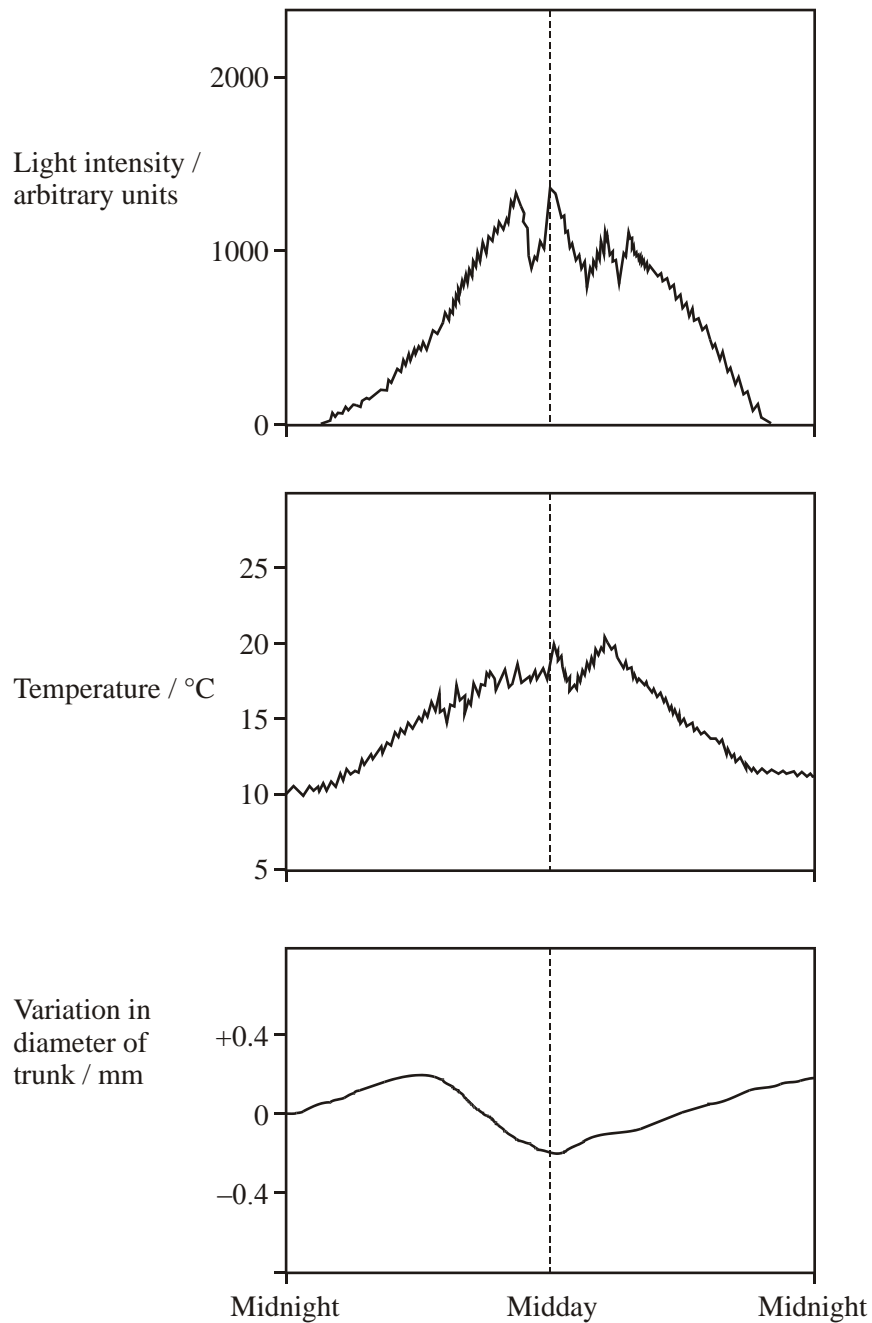 2000
Light intensity /
arbitrary units
1000
0
25
20
Temperature / °C
15
10
5
Variation in
diameter of
trunk / mm
+0.4
0
–0.4
Midnight Midday Midnight